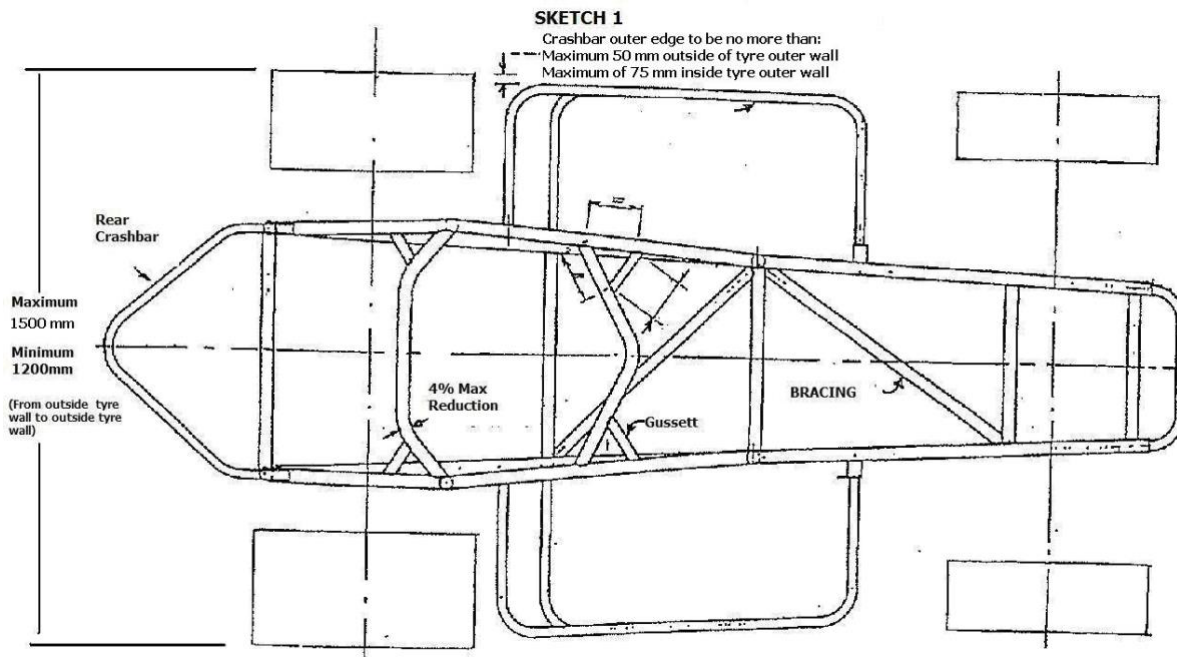 SKETCH 1
Crashbar outer edge to be no more than:
Maximum 50 mm outside of tyre outer wall
Maximum of 75 mm inside tyre outer wall
Rear
Crashbar
Maximum
1500 mm
Minimum
1200mm
(From outside tyre
wall to outside tyre
wall)
4% Max
Reduction
Gussett
BRACING